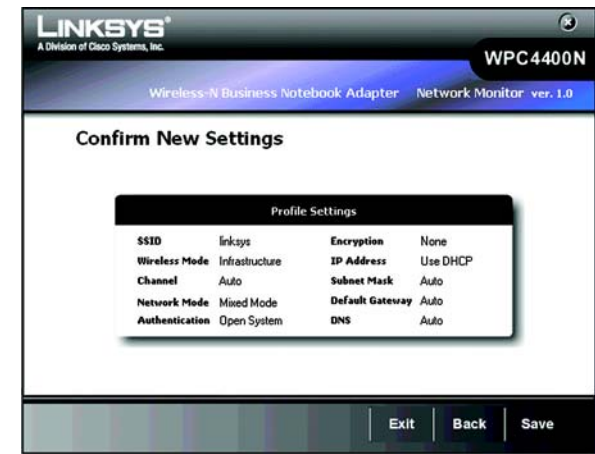 LINKSYS®
A Division of Cisco Systems, Inc.
WPC4400N
Wireless-N Business Notebook Adapter Network Monitor ver. 1.0
Confirm New Settings
Profile Settings
SSID linksys Encryption None
Wireless Mode Infrastructure IP Address Use DHCP
Channel Auto Subnet Mask Auto
Network Mode Mixed Mode Default Gateway Auto
Authentication Open System DNS Auto
Exit Back Save